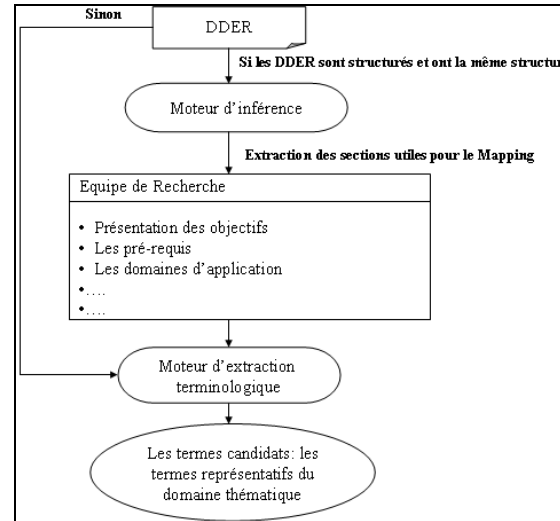 Sinon
DDER
Si les DDER sont structurés et ont la même structur
Moteur d'inférence
Extraction des sections utiles pour le Mapping
Equipe de Recherche
• Présentation des objectifs
• Les pré-requis
• Les domaines d'application
•....
•....
Moteur d'extraction
terminologique
Les termes candidats: les
termes représentatifs du
domaine thématique